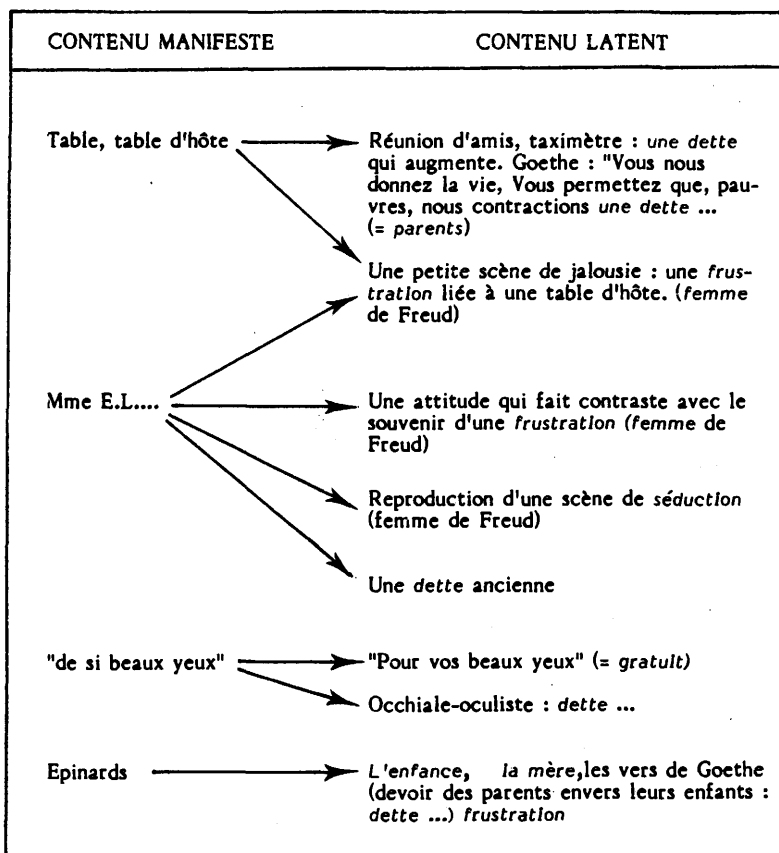 CONTENU MANIFESTE CONTENU LATENT
Table, table d'hôte
Réunion d'amis, taximètre : une dette
qui augmente. Goethe : "Vous nous
donnez la vie, Vous permettez que, pau-
vres, nous contractions une dette ...
(= parents)
Une petite scène de jalousie : une frus-
tration liée à une table d'hôte. (femme
de Freud)
Mme E.L....
Une attitude qui fait contraste avec le
souvenir d'une frustration (femme de
Freud)
Reproduction d'une scène de séduction
(femme de Freud)
Une dette ancienne
"de si beaux yeux"
"Pour vos beaux yeux" (= gratuit)
Occhiale-oculiste : dette ...
Epinards
L'enfance, la mère,les vers de Goethe
(devoir des parents envers leurs enfants :
dette ...) frustration